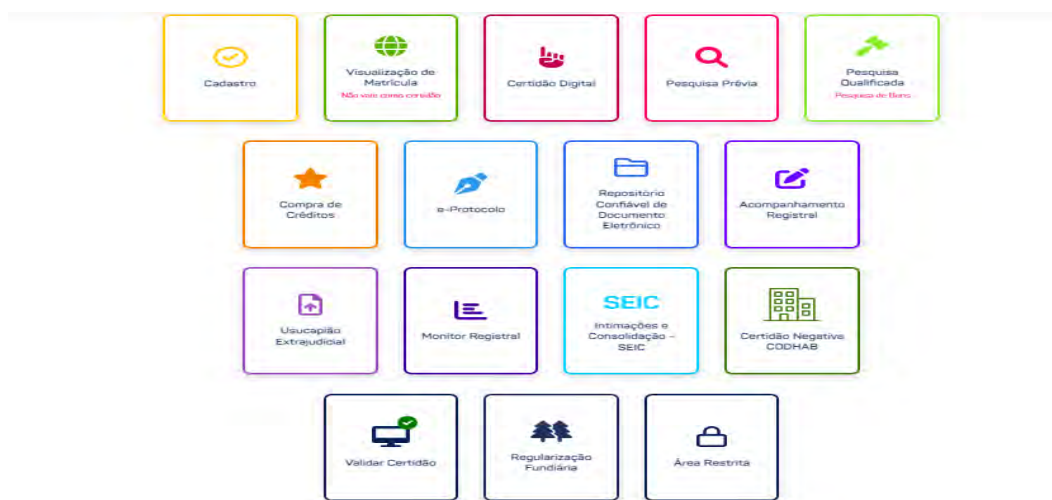 Cadastro
Visualização de
Matrícula
Não vale como certidão
Certidão Digital
Pesquisa Prévia
Pesquisa
Qualificada
Pesquisa de Bens
Compra de
Créditos
e-Protocolo
Repositório
Confiável de
Documento
Eletrônico
Acompanhamento
Registral
Usucapião
Extrajudicial
Monitor Registral
SEIC
Intimações e
Consolidação -
SEIC
Certidão Negativa
CODHAB
Validar Certidão
Regularização
Fundiária
Área Restrita